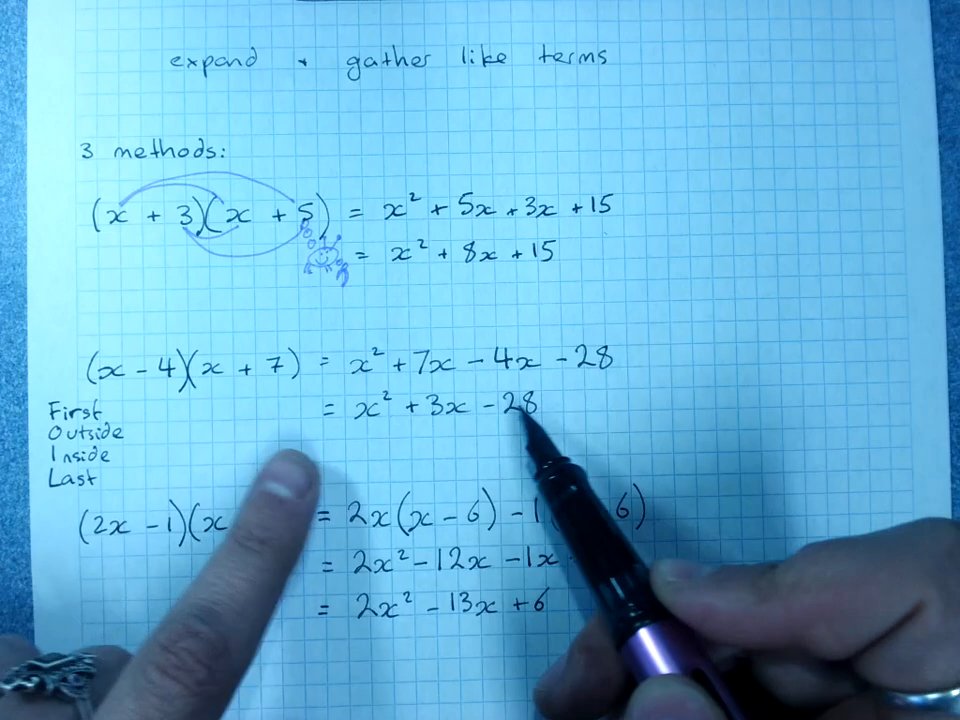 expand + gather like terms
3 methods:
(x + 3)(x + 5) = x² + 5x + 3x + 15
= x² + 8x + 15
(x - 4)(x + 7) = x² + 7x - 4x - 28
= x² + 3x - 28
First
Outside
Inside
Last
(2x - 1)(x = 2x(x - 6) - 1( 6)
= 2x² - 12x - 1x
= 2x² - 13x + 6